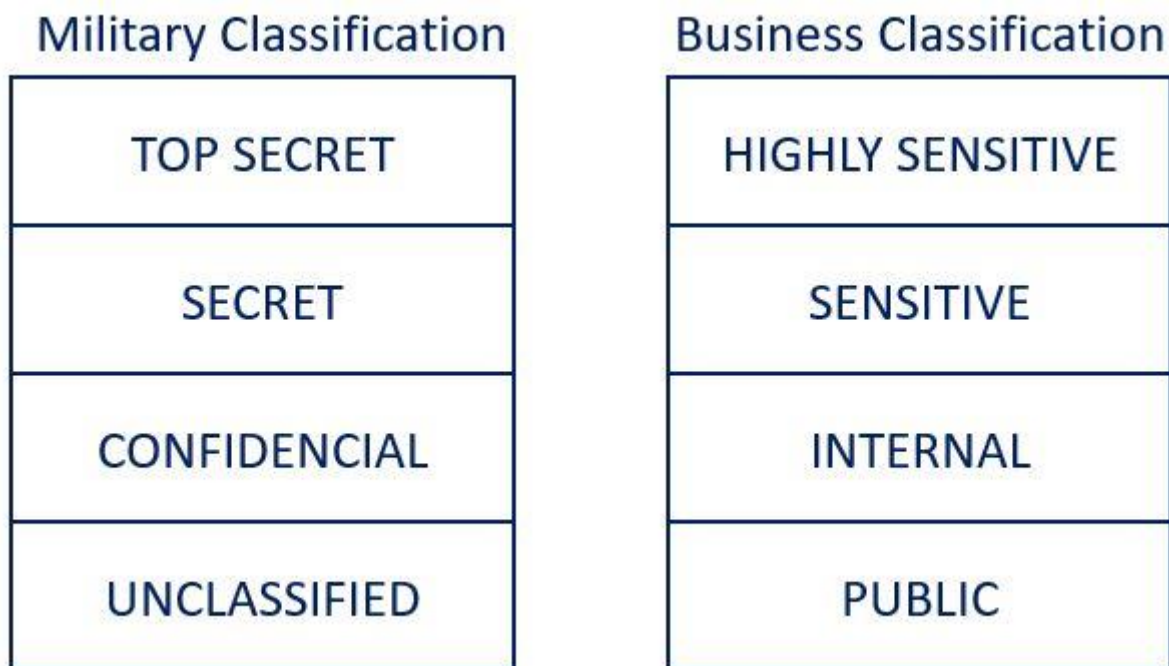 Military Classification
TOP SECRET
SECRET
CONFIDENCIAL
UNCLASSIFIED
Business Classification
HIGHLY SENSITIVE
SENSITIVE
INTERNAL
PUBLIC